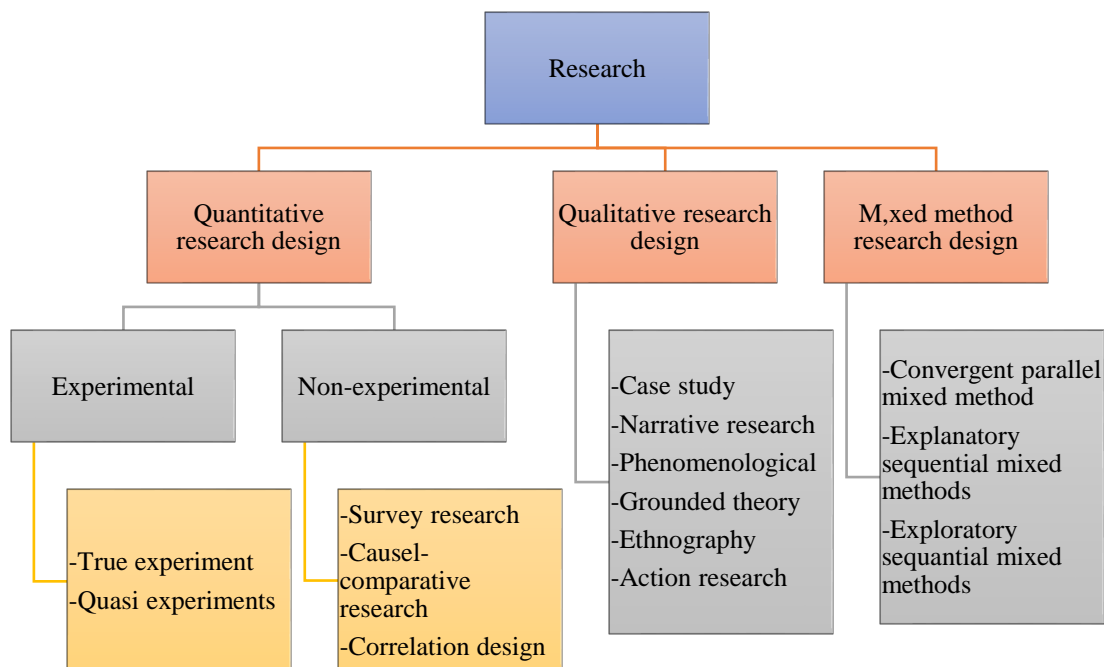 Research
Quantitative
research design
Qualitative research
design
M,xed method
research design
Experimental
Non-experimental
-True experiment
-Quasi experiments
-Survey research
-Causel-
comparative
research
-Correlation design
-Case study
-Narrative research
-Phenomenological
-Grounded theory
-Ethnography
-Action research
-Convergent parallel
mixed method
-Explanatory
sequential mixed
methods
-Exploratory
sequantial mixed
methods